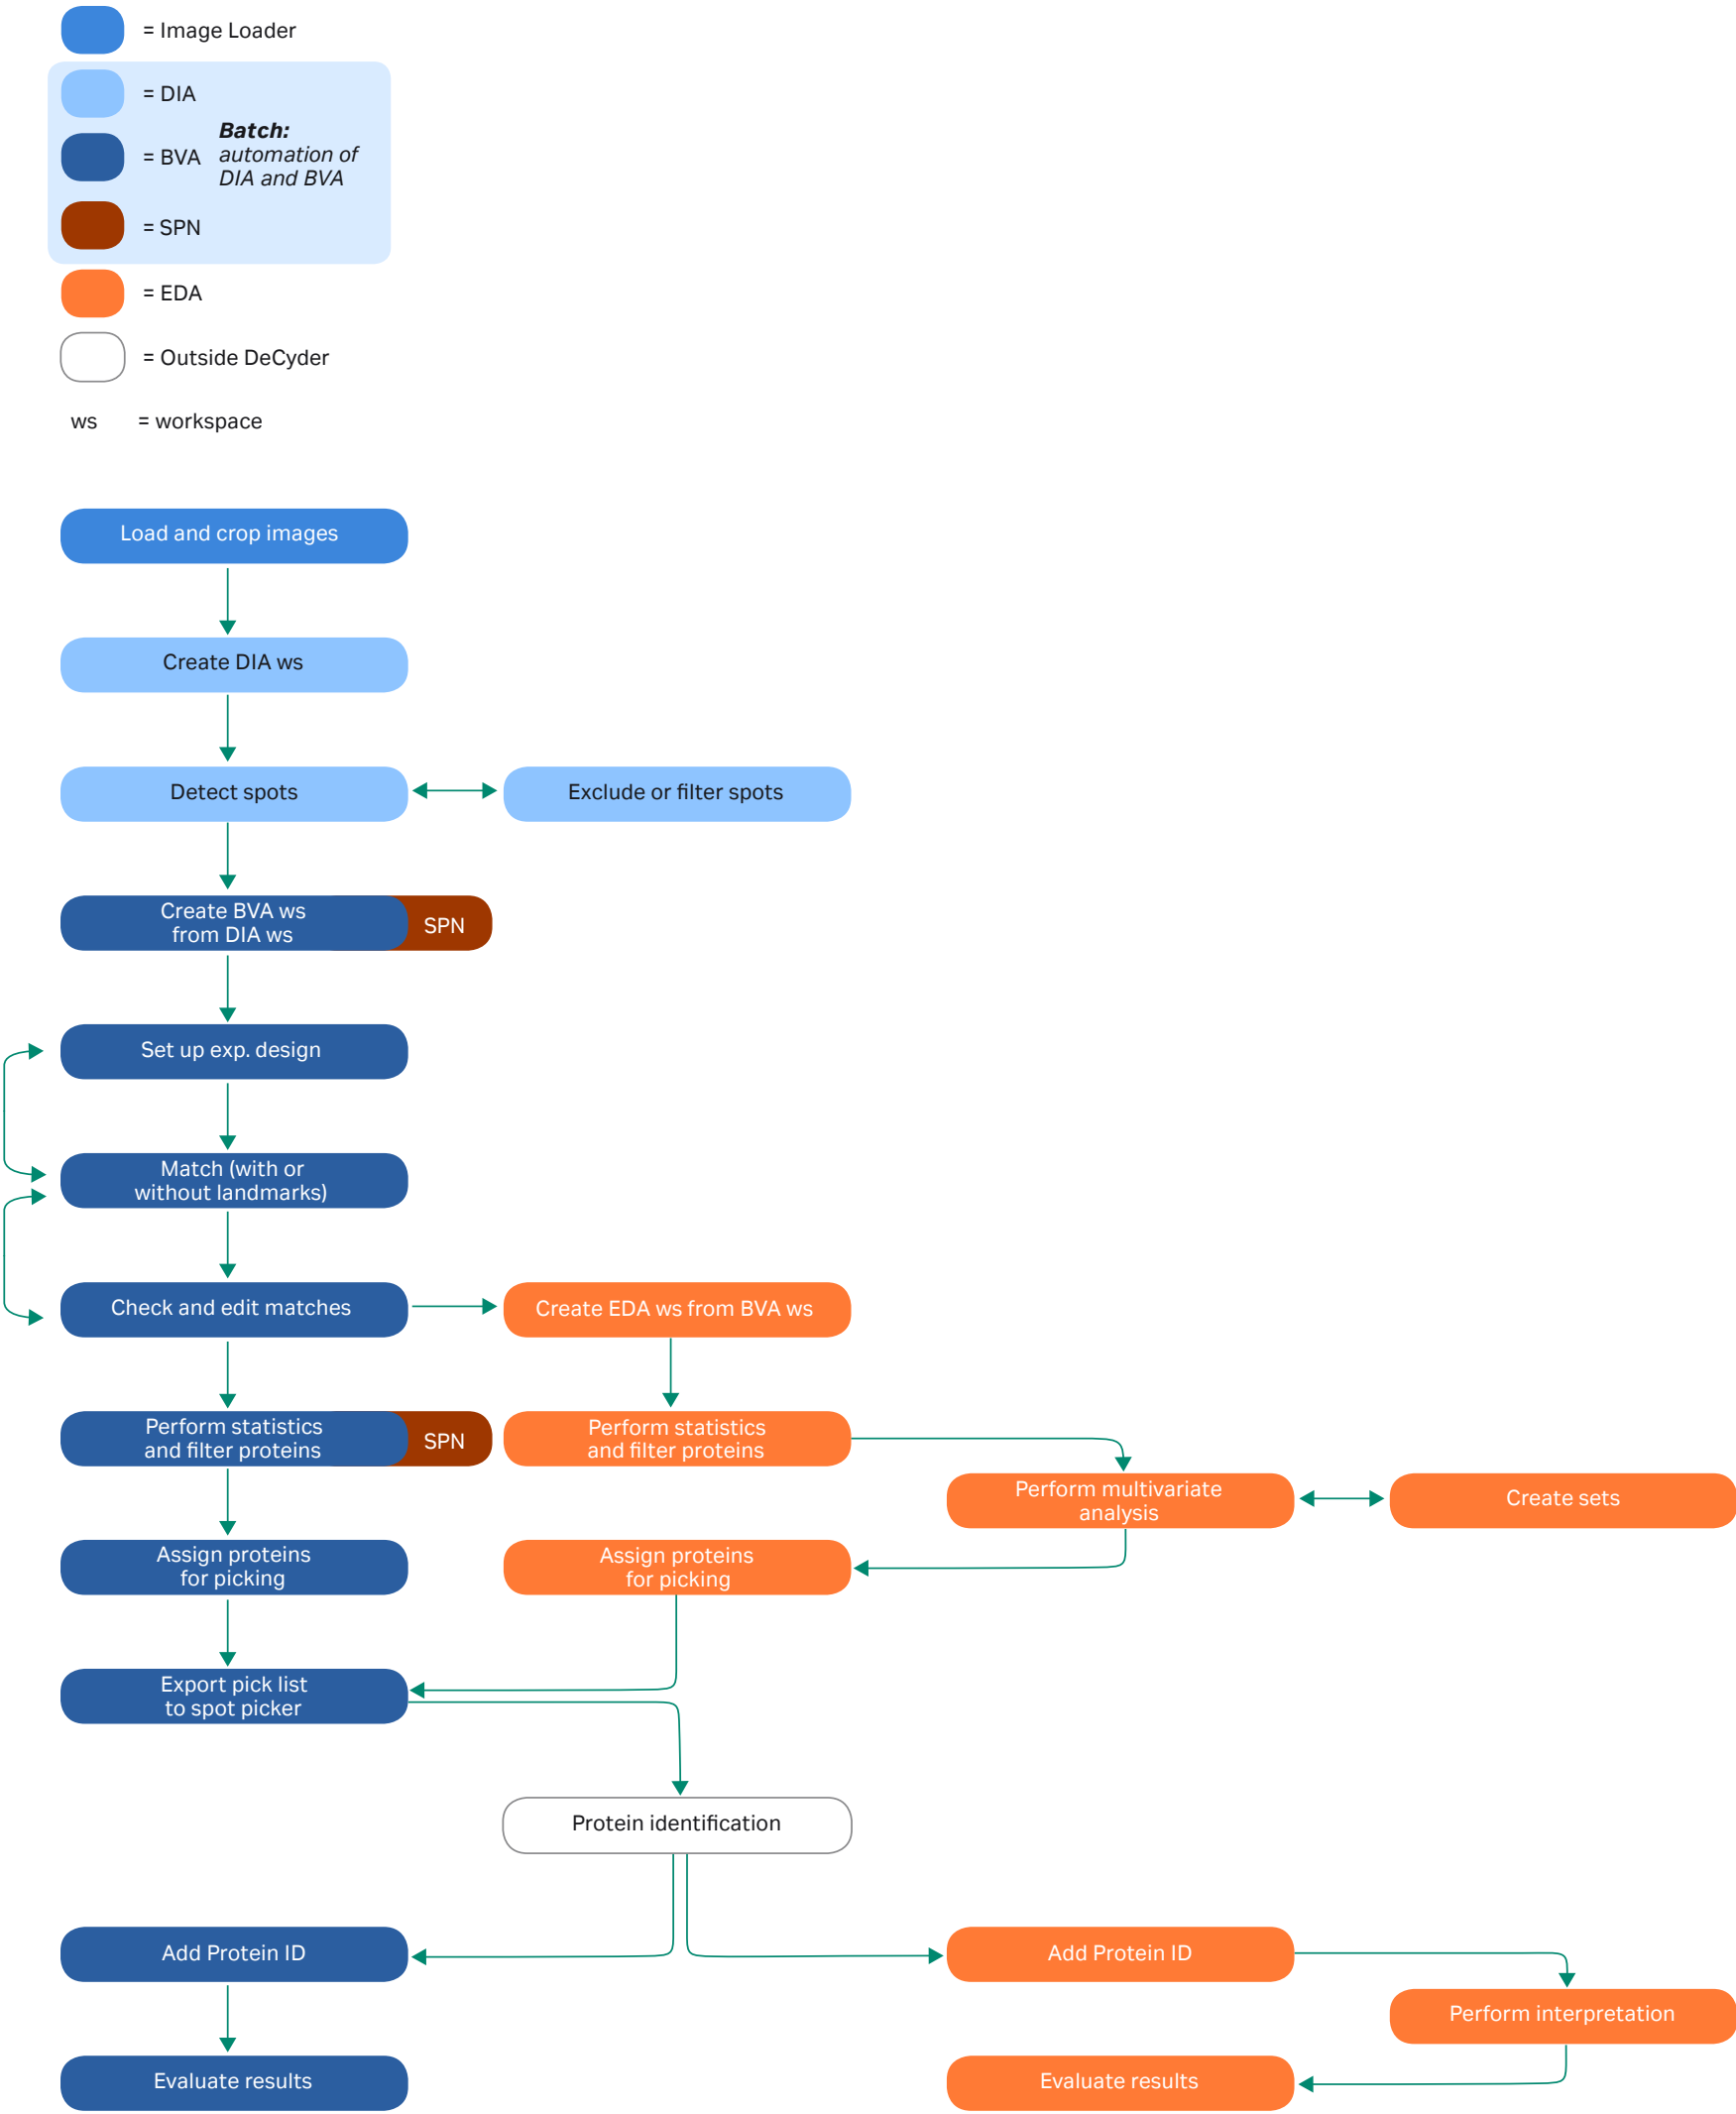 = Image Loader
= DIA
Batch:
automation of
= BVA
DIA and BVA
= SPN
= EDA
= Outside DeCyder
ws = workspace
Load and crop images
Create DIA ws
Detect spots
Exclude or filter spots
Create BVA ws
from DIA ws
SPN
Set up exp. design
Match (with or
without landmarks)
Check and edit matches
Create EDA ws from BVA ws
Perform statistics
and filter proteins
SPN
Perform statistics
and filter proteins
Perform multivariate
analysis
Create sets
Assign proteins
for picking
Assign proteins
for picking
Export pick list
to spot picker
Protein identification
Add Protein ID
Add Protein ID
Perform interpretation
Evaluate results
Evaluate results